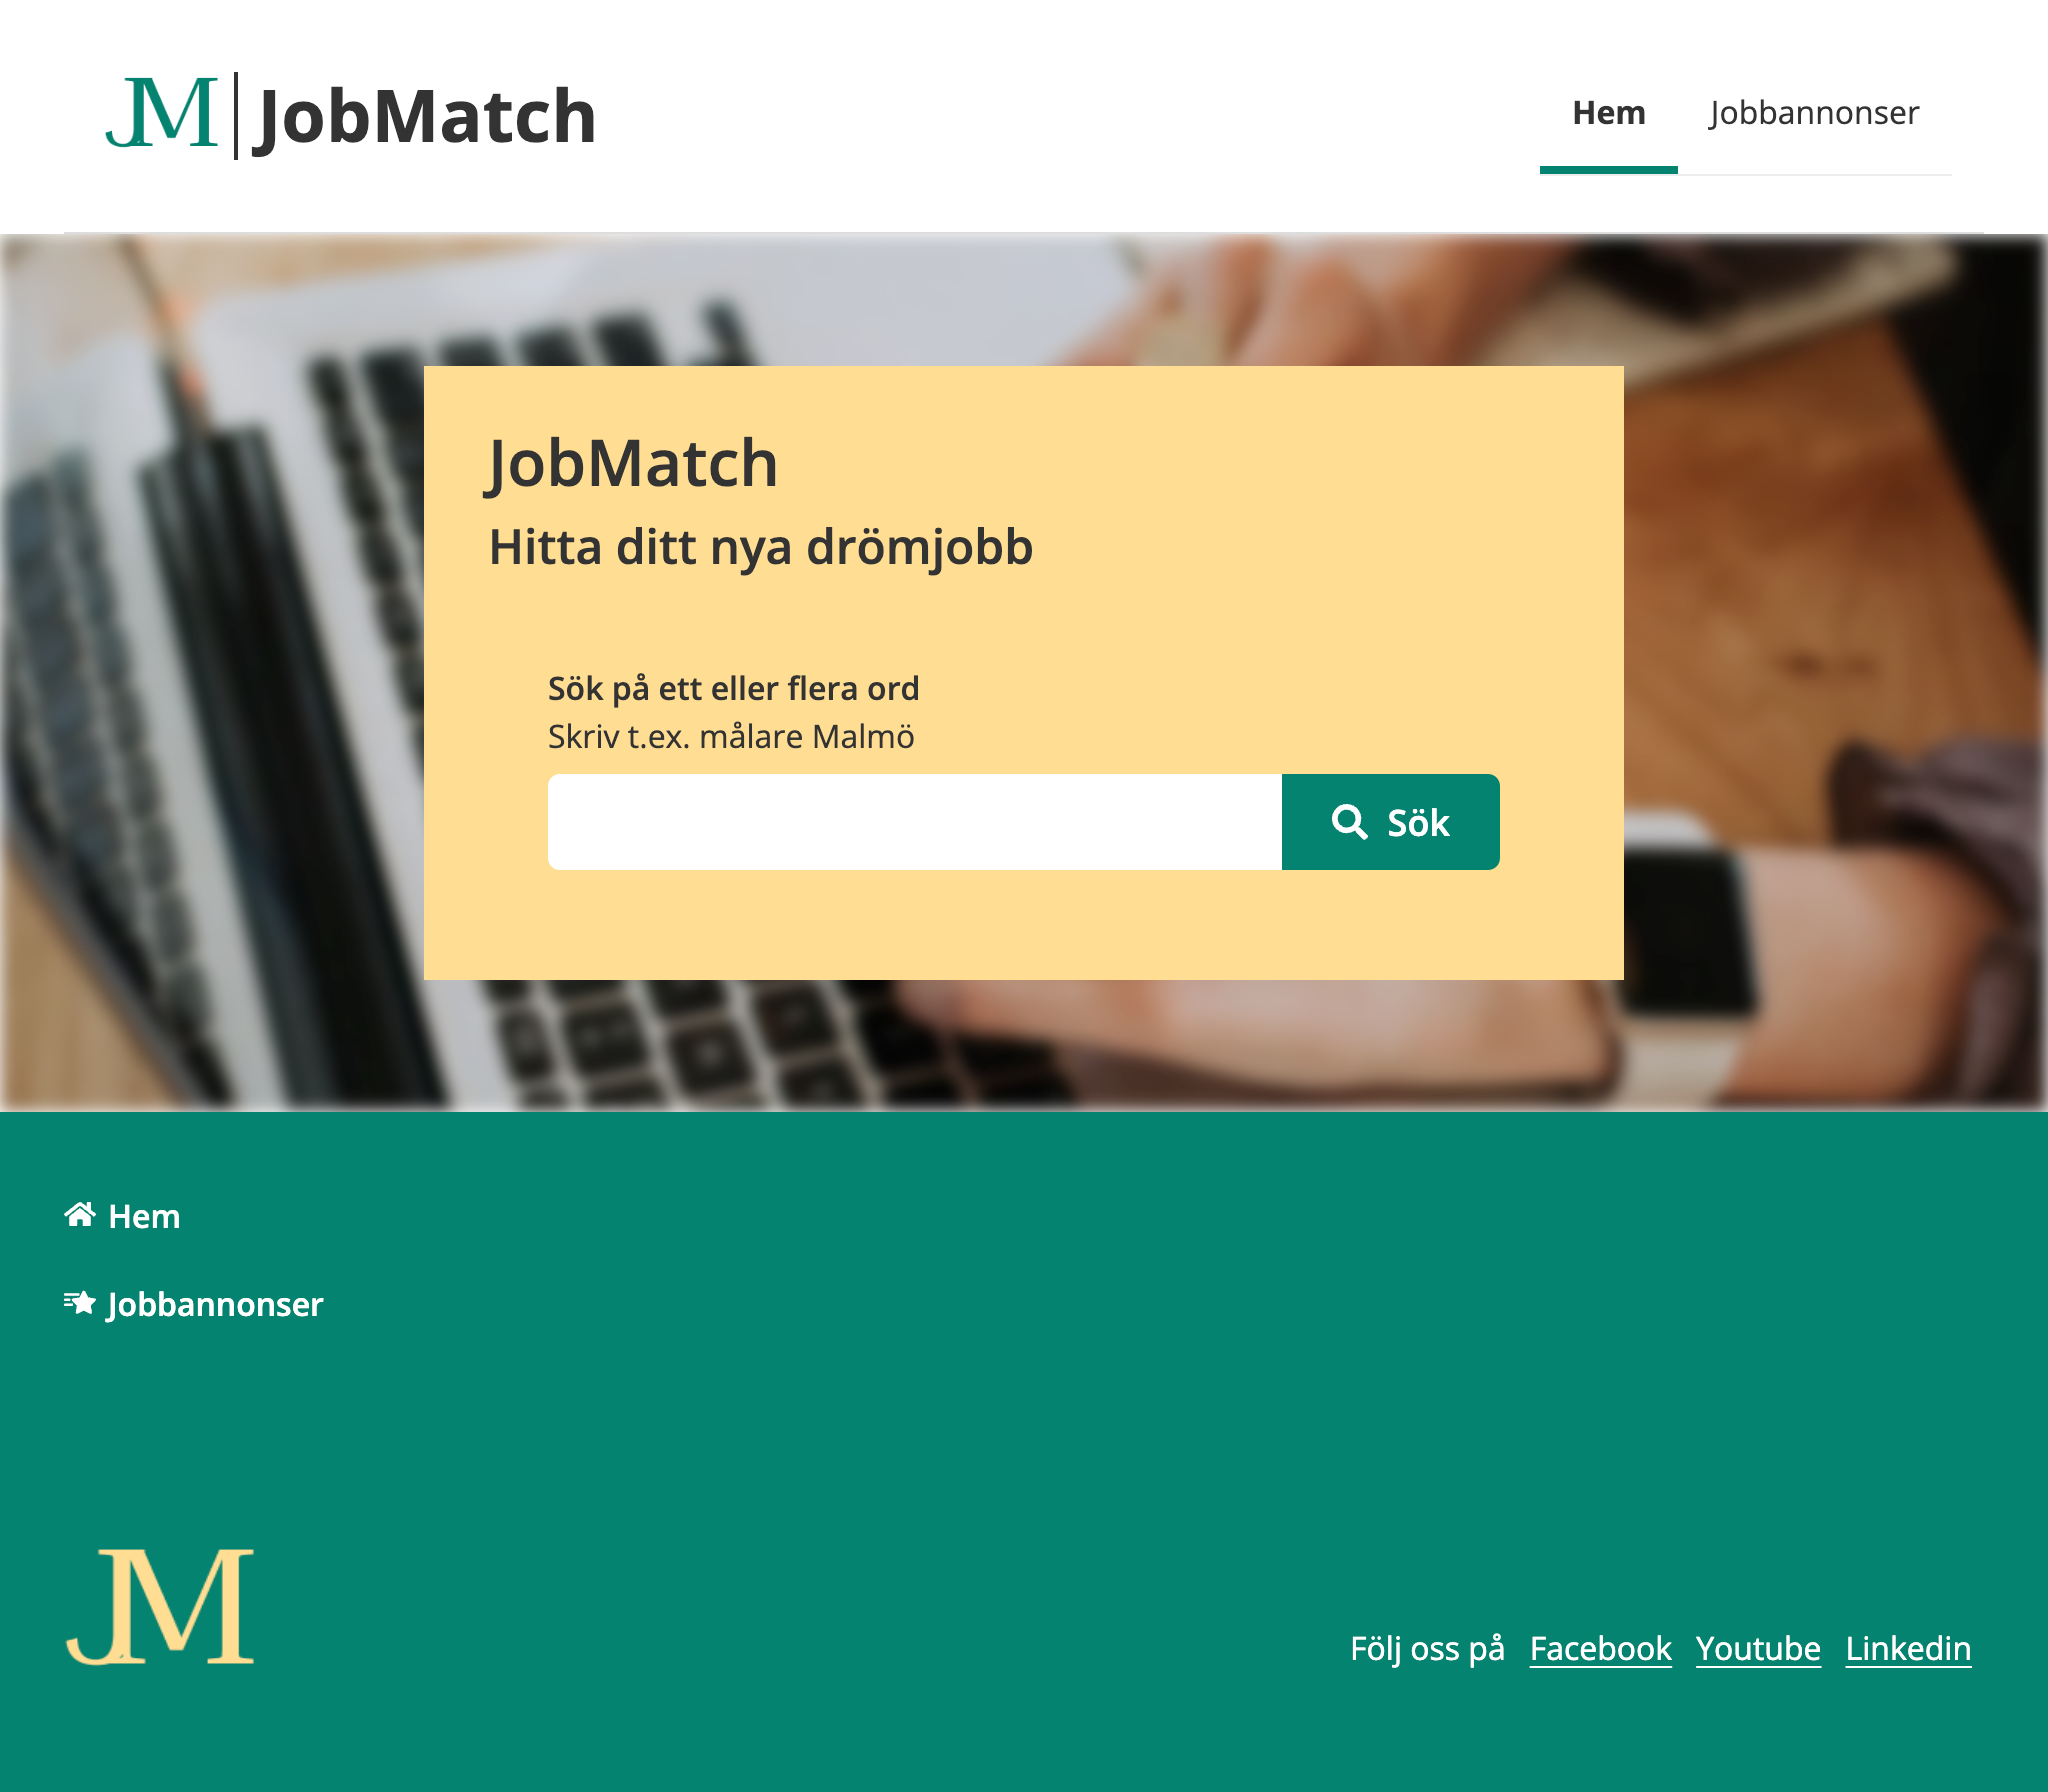 JM JobMatch
Hem Jobbannonser
JobMatch
Hitta ditt nya drömjobb
Sök på ett eller flera ord
Skriv t.ex. målare Malmö
Sök
Hem
Jobbannonser
JM
Följ oss på Facebook Youtube Linkedin